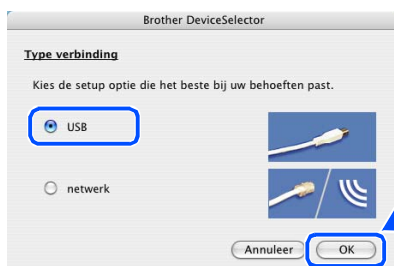 Brother DeviceSelector
Type verbinding
Kies de setup optie die het beste bij uw behoeften past.
USB
netwerk
Annuleer OK